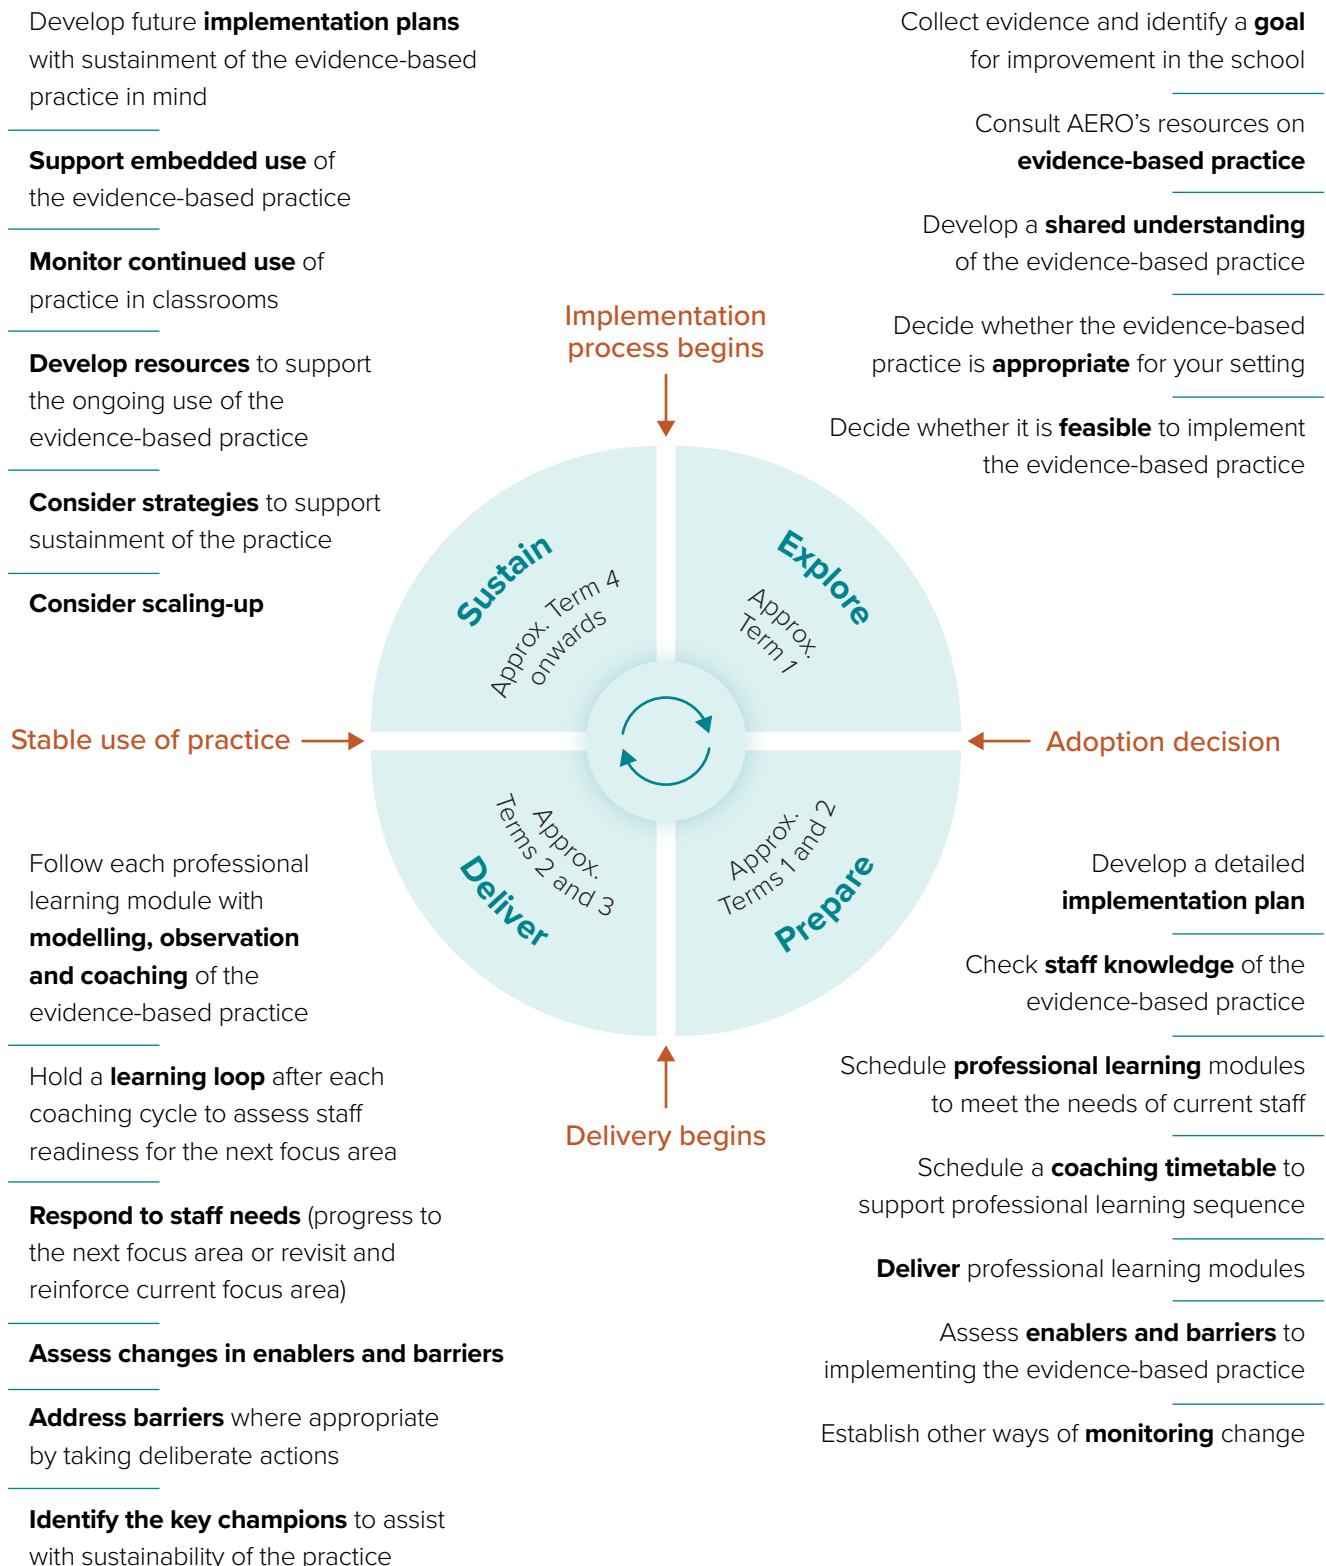 Develop future implementation plans
with sustainment of the evidence-based
practice in mind
Support embedded use of
the evidence-based practice
Monitor continued use of
practice in classrooms
Develop resources to support
the ongoing use of the
evidence-based practice
Consider strategies to support
sustainment of the practice
Consider scaling-up
Collect evidence and identify a goal
for improvement in the school
Consult AERO’s resources on
evidence-based practice
Develop a shared understanding
of the evidence-based practice
Decide whether the evidence-based
practice is appropriate for your setting
Decide whether it is feasible to implement
the evidence-based practice
Implementation
process begins
Sustain
Approx. Term 4
onwards
Explore
Approx.
Term 1
Stable use of practice
Adoption decision
Approx.
Terms 2 and 3
Deliver
Approx.
Terms 1 and 2
Prepare
Delivery begins
Follow each professional
learning module with
modelling, observation
and coaching of the
evidence-based practice
Hold a learning loop after each
coaching cycle to assess staff
readiness for the next focus area
Respond to staff needs (progress to
the next focus area or revisit and
reinforce current focus area)
Assess changes in enablers and barriers
Address barriers where appropriate
by taking deliberate actions
Identify the key champions to assist
with sustainability of the practice
Develop a detailed
implementation plan
Check staff knowledge of the
evidence-based practice
Schedule professional learning modules
to meet the needs of current staff
Schedule a coaching timetable to
support professional learning sequence
Deliver professional learning modules
Assess enablers and barriers to
implementing the evidence-based practice
Establish other ways of monitoring change